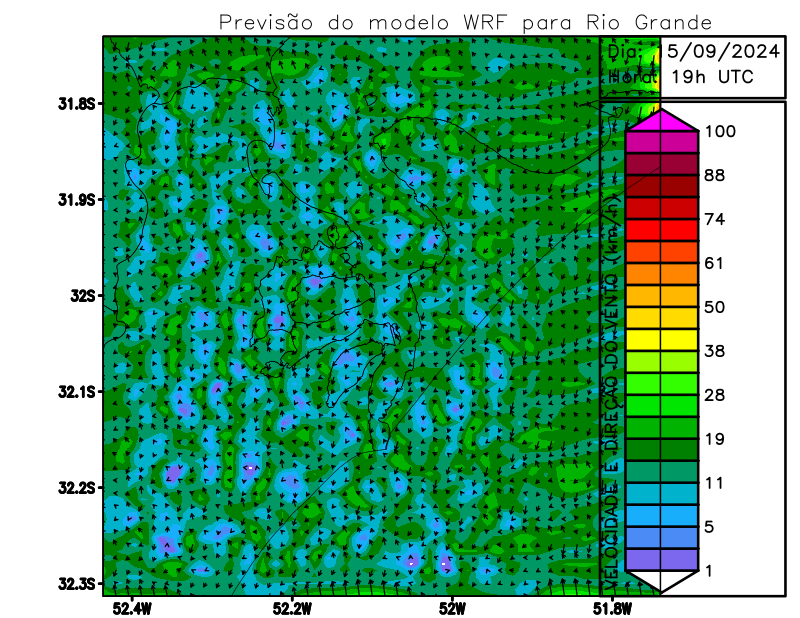 Previsão do modelo WRF para Rio Grande
Dia: 5/09/2024
Hora: 19h UTC
31.8S
31.9S
32S
32.1S
32.2S
32.3S
52.4W
52.2W
52W
51.8W
VELOCIDADE E DIREÇÃO DO VENTO (km/h)
100
88
74
61
50
38
28
19
11
5
1